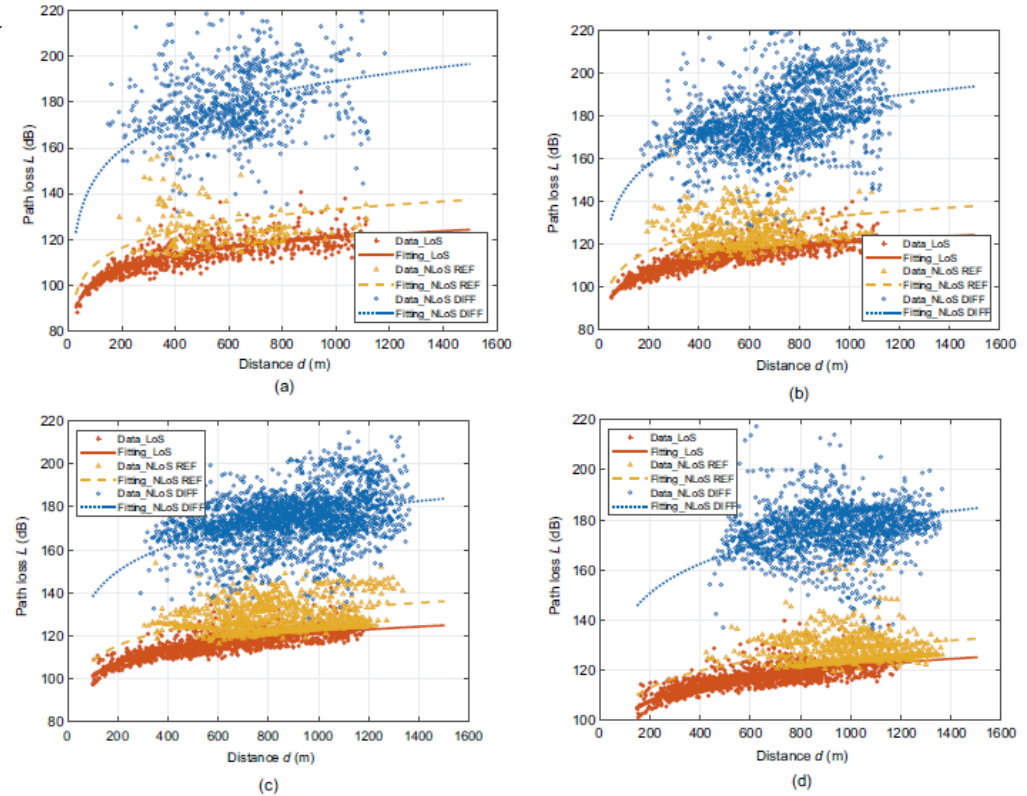 220
200
180
160
140
120
100
80
Path loss L (dB)
0 200 400 600 800 1000 1200 1400 1600
Distance d (m)
Data_LoS
Fitting_LoS
Data_NLoS REF
Fitting_NLoS REF
Data_NLoS DIFF
Fitting_NLoS DIFF
(a)
220
200
180
160
140
120
100
80
Path loss L (dB)
0 200 400 600 800 1000 1200 1400 1600
Distance d (m)
Data_LoS
Fitting_LoS
Data_NLoS REF
Fitting_NLoS REF
Data_NLoS DIFF
Fitting_NLoS DIFF
(b)
220
200
180
160
140
120
100
80
Path loss L (dB)
Data_LoS
Fitting_LoS
Data_NLoS REF
Fitting_NLoS REF
Data_NLoS DIFF
Fitting_NLoS DIFF
0 200 400 600 800 1000 1200 1400 1600
Distance d (m)
(c)
220
200
180
160
140
120
100
Path loss L (dB)
Data_LoS
Fitting_LoS
Data_NLoS REF
Fitting_NLoS REF
Data_NLoS DIFF
Fitting_NLoS DIFF
0 200 400 600 800 1000 1200 1400 1600
Distance d (m)
(d)